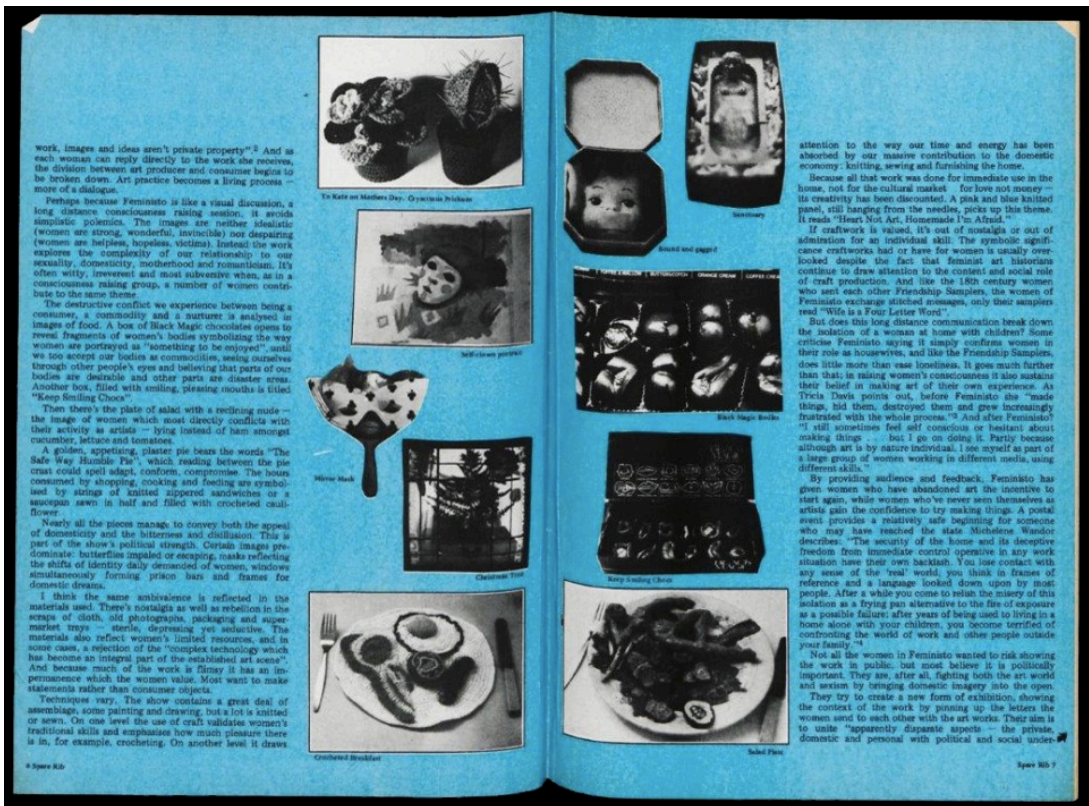 work, images and ideas aren't private property".2 And as
each woman can reply directly to the work she receives,
the division between art producer and consumer begins to
be broken down. Art practice becomes a living process —
more of a dialogue.
Perhaps because Feministo is like a visual discussion, a
long distance consciousness raising session, it avoids
simplistic polemics. The images are neither idealistic
(women are strong, wonderful, invincible) nor despairing
(women are helpless, hopeless, victims). Instead the work
explores the complexity of our relationship to our
sexuality, domesticity, motherhood and romanticism. It's
often witty, irreverent and most subversive when, as in a
consciousness raising group, a number of women contri-
bute to the same theme.
The destructive conflict we experience between being a
consumer, a commodity and a nurturer is analysed in
images of food. A box of Black Magic chocolates opens to
reveal fragments of women's bodies symbolizing the way
women are portrayed as "something to be enjoyed", until
we too accept our bodies as commodities, seeing ourselves
through other people's eyes and believing that parts of our
bodies are desirable and other parts are disaster areas.
Another box, filled with smiling, pleasing mouths is titled
"Keep Smiling Chocs".
Then there's the plate of salad with a reclining nude —
the image of women which most directly conflicts with
their activity as artists — lying instead of ham amongst
cucumber, lettuce and tomatoes.
A golden, appetising, plaster pie bears the words "The
Safe Way Humble Pie", which reading between the pie
crust could spell adapt, conform, compromise. The hours
consumed by shopping, cooking and feeding are symbol-
ised by strings of knitted zippered sandwiches or a
saucepan sawn in half and filled with crocheted cauli-
flower.
Nearly all the pieces manage to convey both the appeal
of domesticity and the bitterness and disillusion. This is
part of the show's political strength. Certain images pre-
dominate: butterflies impaled or escaping, masks reflecting
the shifts of identity daily demanded of women, windows
simultaneously forming prison bars and frames for
domestic dreams.
I think the same ambivalence is reflected in the
materials used. There's nostalgia as well as rebellion in the
scraps of cloth, old photographs, packaging and super-
market trays — sterile, depressing yet seductive. The
materials also reflect women's limited resources, and in
some cases, a rejection of the "complex technology which
has become an integral part of the established art scene".
And because much of the work is flimsy it has an im-
permanence which the women value. Most want to make
statements rather than consumer objects.
Techniques vary. The show contains a great deal of
assemblage, some painting and drawing, but a lot is knitted
or sewn. On one level the use of craft validates women's
traditional skills and emphasises how much pleasure there
is in, for example, crocheting. On another level it draws
6 Spare Rib
To Kate on Mothers Day.
Self-clown portrait
Mirror Mask
Christmas Tree
Crocheted Breakfast
Sanctuary
Bound and gagged
BUTTERSCOTCH
ORANGE CREAM
Black Magic Bodies
Keep Smiling Chocs
Salad Plate
attention to the way our time and energy has been
absorbed by our massive contribution to the domestic
economy: knitting, sewing and furnishing the home.
Because all that work was done for immediate use in the
home, not for the cultural market for love not money —
its creativity has been discounted. A pink and blue knitted
panel, still hanging from the needles, picks up this theme.
It reads "Heart Not Art, Homemade I'm Afraid."
If craftwork is valued, it's out of nostalgia or out of
admiration for an individual skill. The symbolic signifi-
cance craftworks had or have for women is usually over-
looked despite the fact that feminist art historians
continue to draw attention to the content and social role
of craft production. And like the 18th century women
who sent each other Friendship Samplers, the women of
Feministo exchange stitched messages, only their samplers
read "Wife is a Four Letter Word".
But does this long distance communication break down
the isolation of a woman at home with children? Some
criticise Feministo saying it simply confirms women in
their role as housewives, and like the Friendship Samplers,
does little more than ease loneliness. It goes much further
than that; in raising women's consciousness it also sustains
their belief in making art of their own experience. As
Tricia Davis points out, before Feministo she "made
things, hid them, destroyed them and grew increasingly
frustrated with the whole process."3 And after Feministo?
"I still sometimes feel self conscious or hesitant about
making things . . . but I go on doing it. Partly because
although art is by nature individual, I see myself as part of
a large group of women working in different media, using
different skills."
By providing audience and feedback, Feministo has
given women who have abandoned art the incentive to
start again, while women who've never seen themselves as
artists gain the confidence to try making things. A postal
event provides a relatively safe beginning for someone
who may have reached the state Michelene Wandor
describes: "The security of the home and its deceptive
freedom from immediate control operative in any work
situation have their own backlash. You lose contact with
any sense of the 'real' world; you think in frames of
reference and a language looked down upon by most
people. After a while you come to relish the misery of this
isolation as a frying pan alternative to the fire of exposure
as a possible failure; after years of being used to living in a
home alone with your children, you become terrified of
confronting the world of work and other people outside
your family."4
Not all the women in Feministo wanted to risk showing
the work in public, but most believe it is politically
important. They are, after all, fighting both the art world
and sexism by bringing domestic imagery into the open.
They try to create a new form of exhibition, showing
the context of the work by pinning up the letters the
women send to each other with the art works. Their aim is
to unite "apparently disparate aspects — the private,
domestic and personal with political and social under-
Spare Rib 7